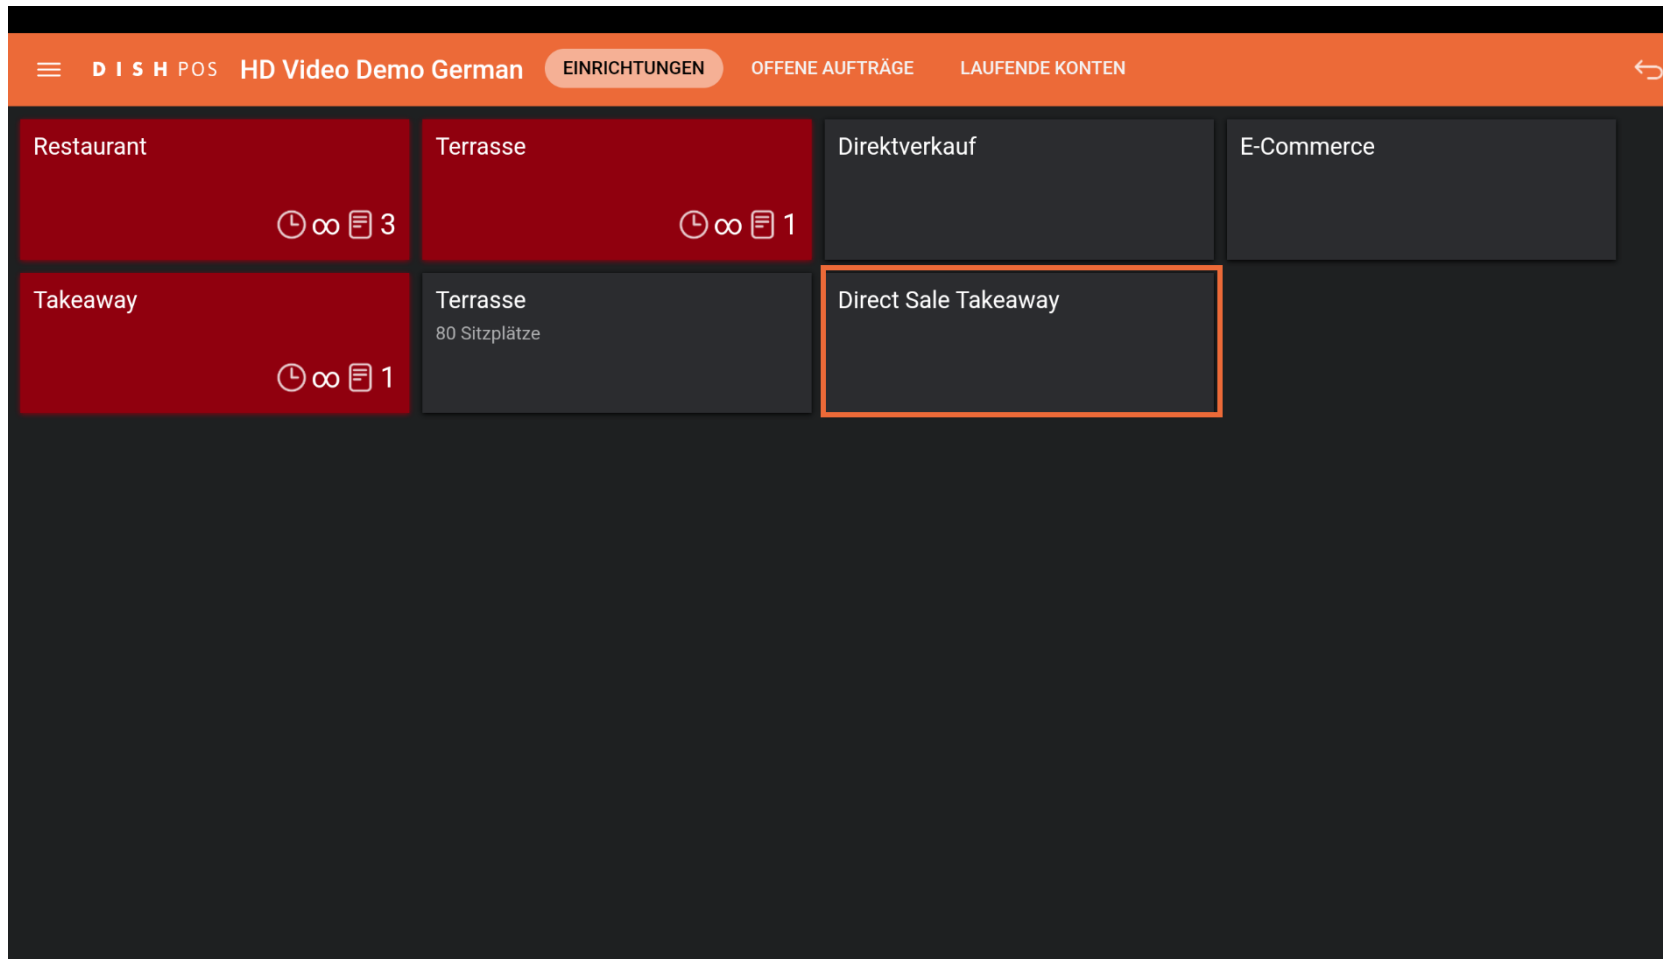 DISH POS HD Video Demo German EINRICHTUNGEN OFFENE AUFTRÄGE LAUFENDE KONTEN
Restaurant Terrasse Direktverkauf E-Commerce
∞ 3 ∞ 1
Takeaway Terrasse Direct Sale Takeaway
80 Sitzplätze
∞ 1